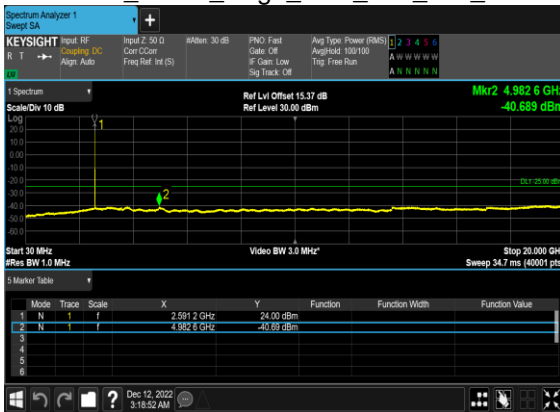 Spectrum Analyzer 1
Swept SA
+
KEYSIGHT Input: RF Input Z: 50 Ω #Atten: 30 dB PNO: Fast Avg Type: Power (RMS) 1 2 3 4 5 6
R T Coupling: DC Corr CCorr Gate: Off Avg|Hold: 100/100 A W W W W W
Align: Auto Freq Ref: Int (S) IF Gain: Low Trig: Free Run
Sig Track: Off A N N N N N
1 Spectrum Ref Lvl Offset 15.37 dB Mkr2 4.982 6 GHz
Scale/Div 10 dB Ref Level 30.00 dBm -40.689 dBm
Log
20.0
10.0
0.00
-10.0
-20.0
-30.0
-40.0
-50.0
-60.0
1
2
Start 30 MHz Video BW 3.0 MHz* Stop 20.000 GHz
#Res BW 1.0 MHz Sweep 34.7 ms (40001 pts)
5 Marker Table
Mode Trace Scale X Y Function Function Width Function Value
1 N 1 f 2.591 2 GHz 24.00 dBm
2 N 1 f 4.982 6 GHz -40.69 dBm
3
4
5
6
? Dec 12, 2022
3:18:52 AM